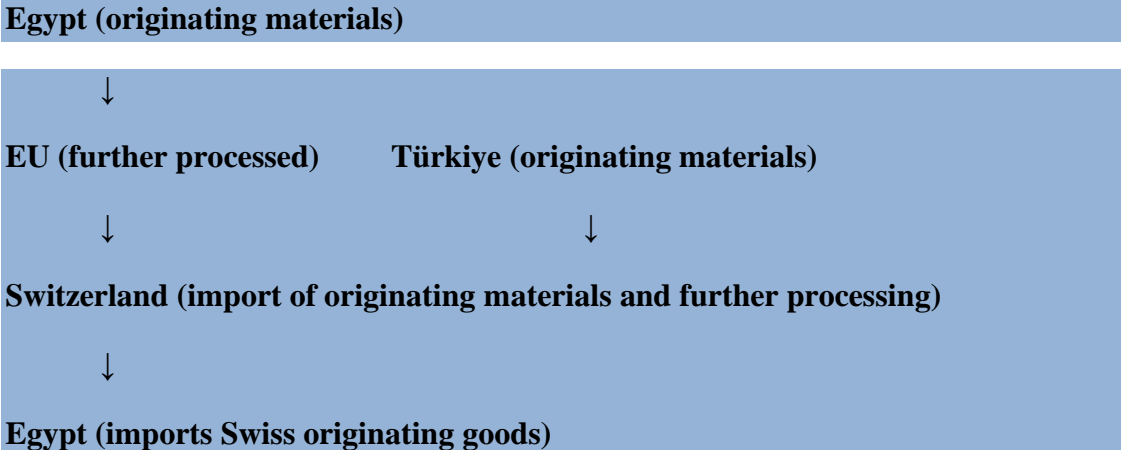 Egypt (originating materials)
↓
EU (further processed) Türkiye (originating materials)
↓ ↓
Switzerland (import of originating materials and further processing)
↓
Egypt (imports Swiss originating goods)